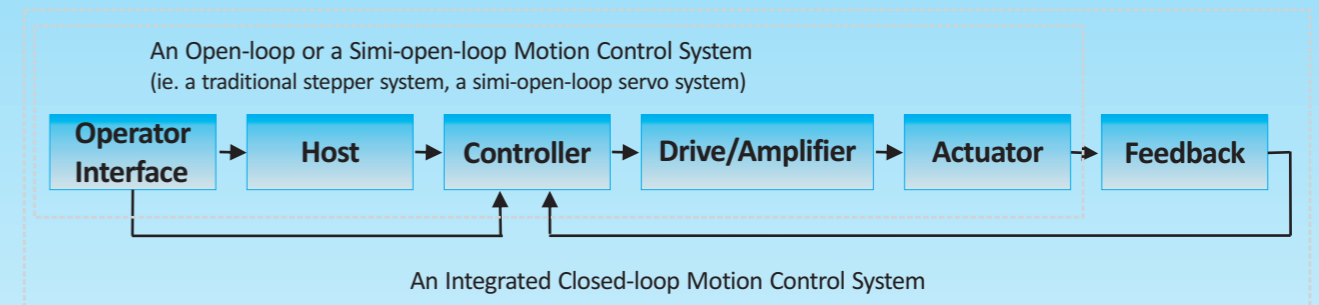 An Open-loop or a Simi-open-loop Motion Control System
(ie. a traditional stepper system, a simi-open-loop servo system)
Operator
Interface
Host
Controller
Drive/Amplifier
Actuator
Feedback
An Integrated Closed-loop Motion Control System